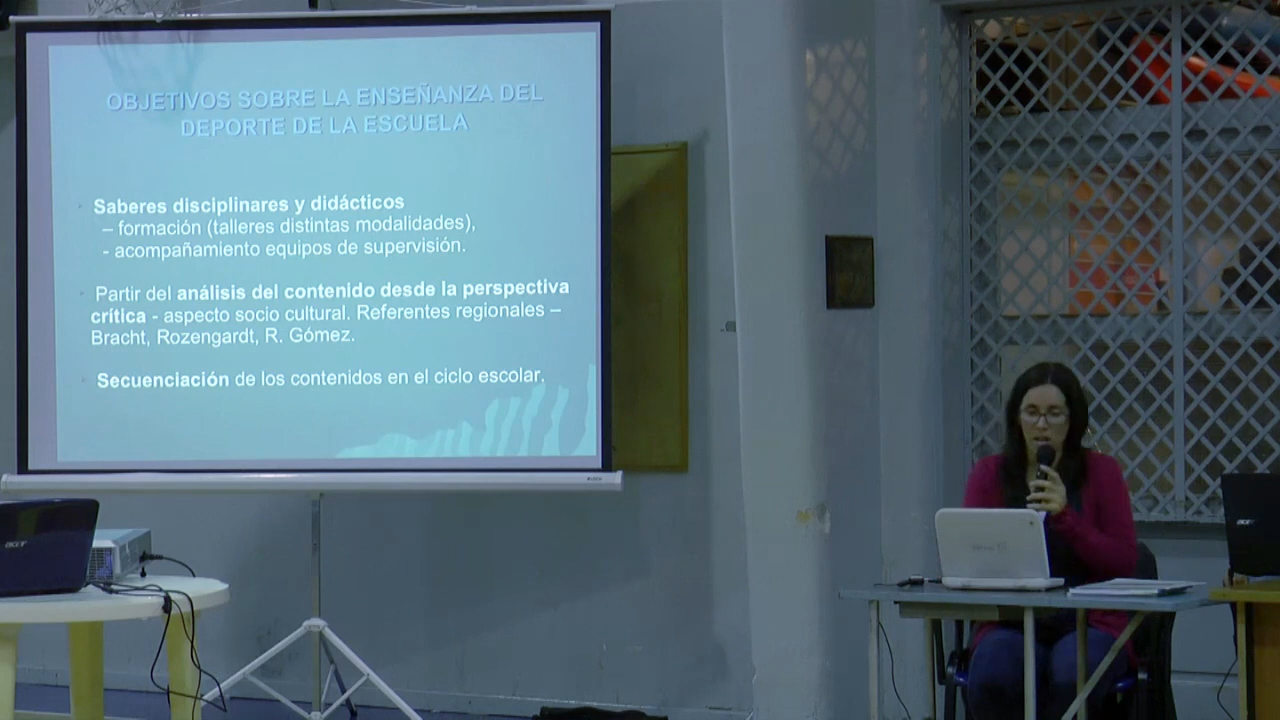 OBJETIVOS SOBRE LA ENSEÑANZA DEL
DEPORTE DE LA ESCUELA
Saberes disciplinares y didácticos
– formación (talleres distintas modalidades),
- acompañamiento equipos de supervisión.
Partir del análisis del contenido desde la perspectiva
crítica - aspecto socio cultural. Referentes regionales –
Bracht, Rozengardt, R. Gómez.
Secuenciación de los contenidos en el ciclo escolar.
acer
acer